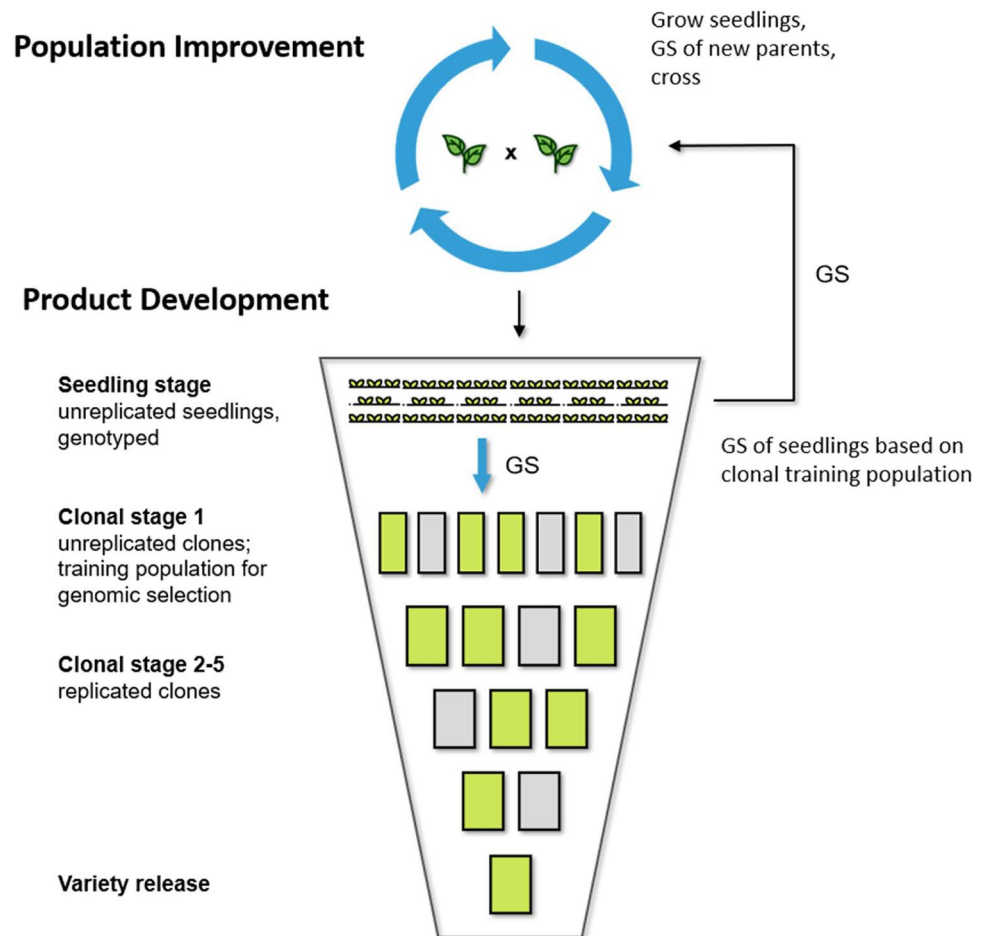 Population Improvement
Grow seedlings,
GS of new parents,
cross
x
GS
Product Development
Seedling stage
unreplicated seedlings,
genotyped
GS
GS of seedlings based on
clonal training population
Clonal stage 1
unreplicated clones;
training population for
genomic selection
Clonal stage 2-5
replicated clones
Variety release